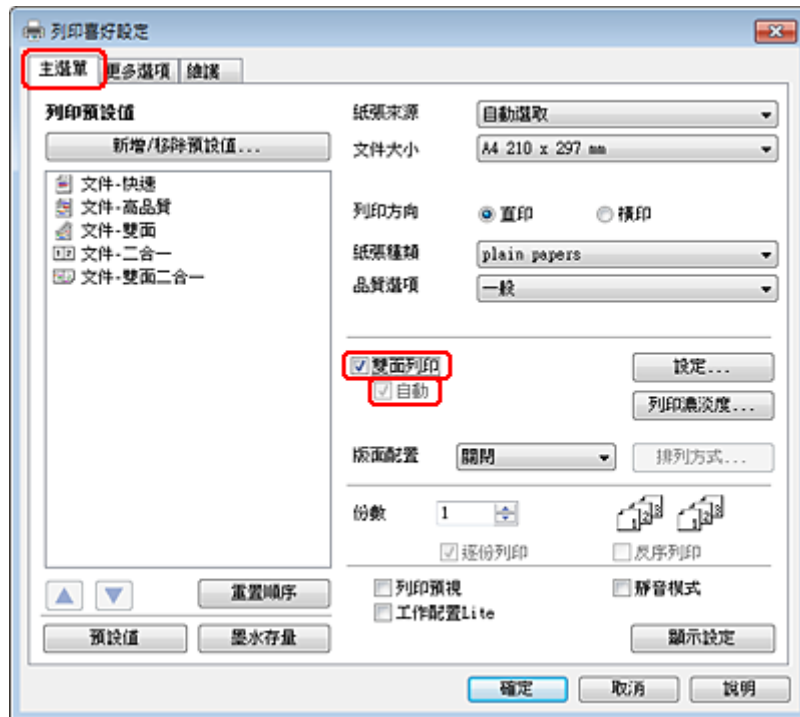 列印喜好設定
主選單 更多選項 維護
列印預設值
新增/移除預設值...
文件-快速
文件-高品質
文件-雙面
文件-二合一
文件-雙面二合一
重置順序
預設值 墨水存量
紙張來源 自動選取
文件大小 A4 210 x 297 mm
列印方向 直印 橫印
紙張種類 plain papers
品質選項 一般
雙面列印 設定...
自動
列印濃淡度...
版面配置 關閉 排列方式...
份數 1
逐份列印 反序列印
列印預視 靜音模式
工作配置Lite
顯示設定
確定 取消 說明